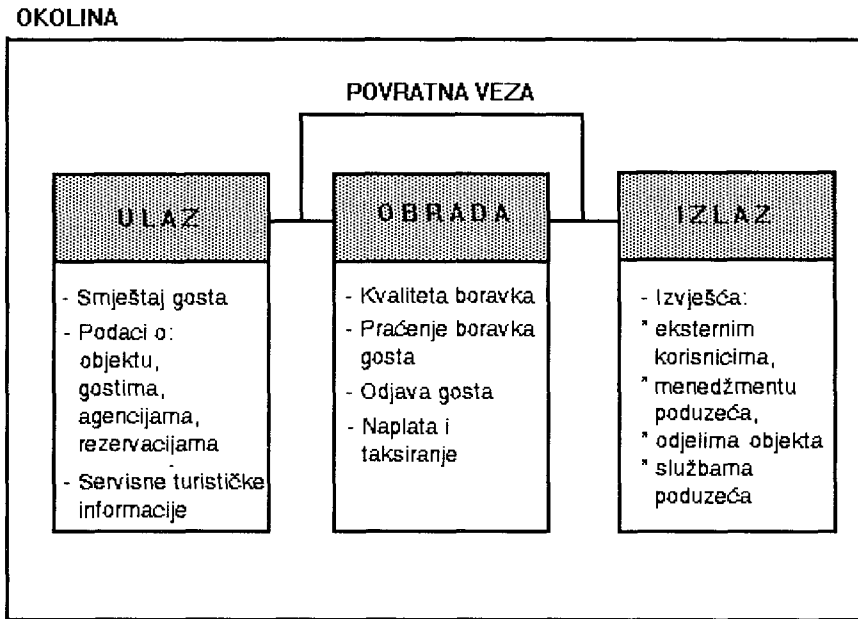 OKOLINA
POVRATNA VEZA
ULAZ
- Smještaj gosta
- Podaci o:
objektu,
gostima,
agencijama,
rezervacijama
- Servisne turističke
informacije
OBRADA
- Kvaliteta boravka
- Praćenje boravka
gosta
- Odjava gosta
- Naplata i
taksiranje
IZLAZ
- Izvješća:
* eksternim
korisnicima,
* menedžmentu
poduzeća,
* odjelima objekta
* službama
poduzeća